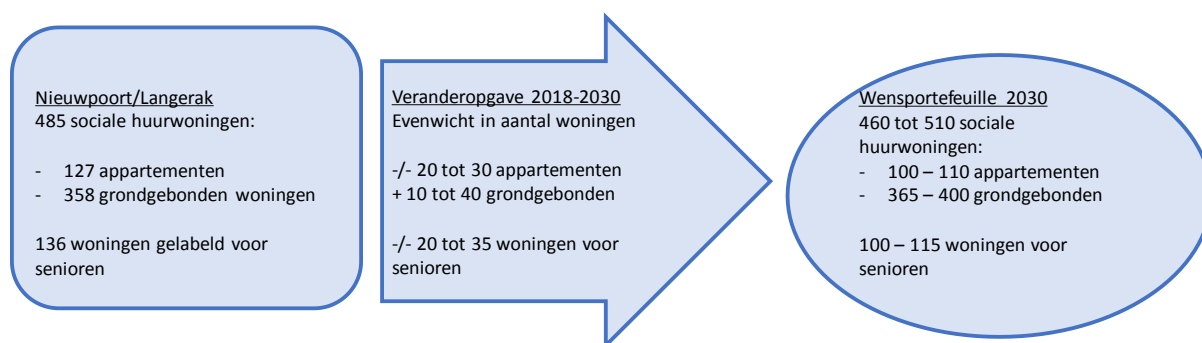 Nieuwpoort/Langerak
485 sociale huurwoningen:
- 127 appartementen
- 358 grondgebonden woningen
136 woningen gelabeld voor
senioren
Veranderopgave 2018-2030
Evenwicht in aantal woningen
-/- 20 tot 30 appartementen
+ 10 tot 40 grondgebonden
-/- 20 tot 35 woningen voor
senioren
Wensportefeuille 2030
460 tot 510 sociale
huurwoningen:
- 100 – 110 appartementen
- 365 – 400 grondgebonden
100 – 115 woningen voor
senioren